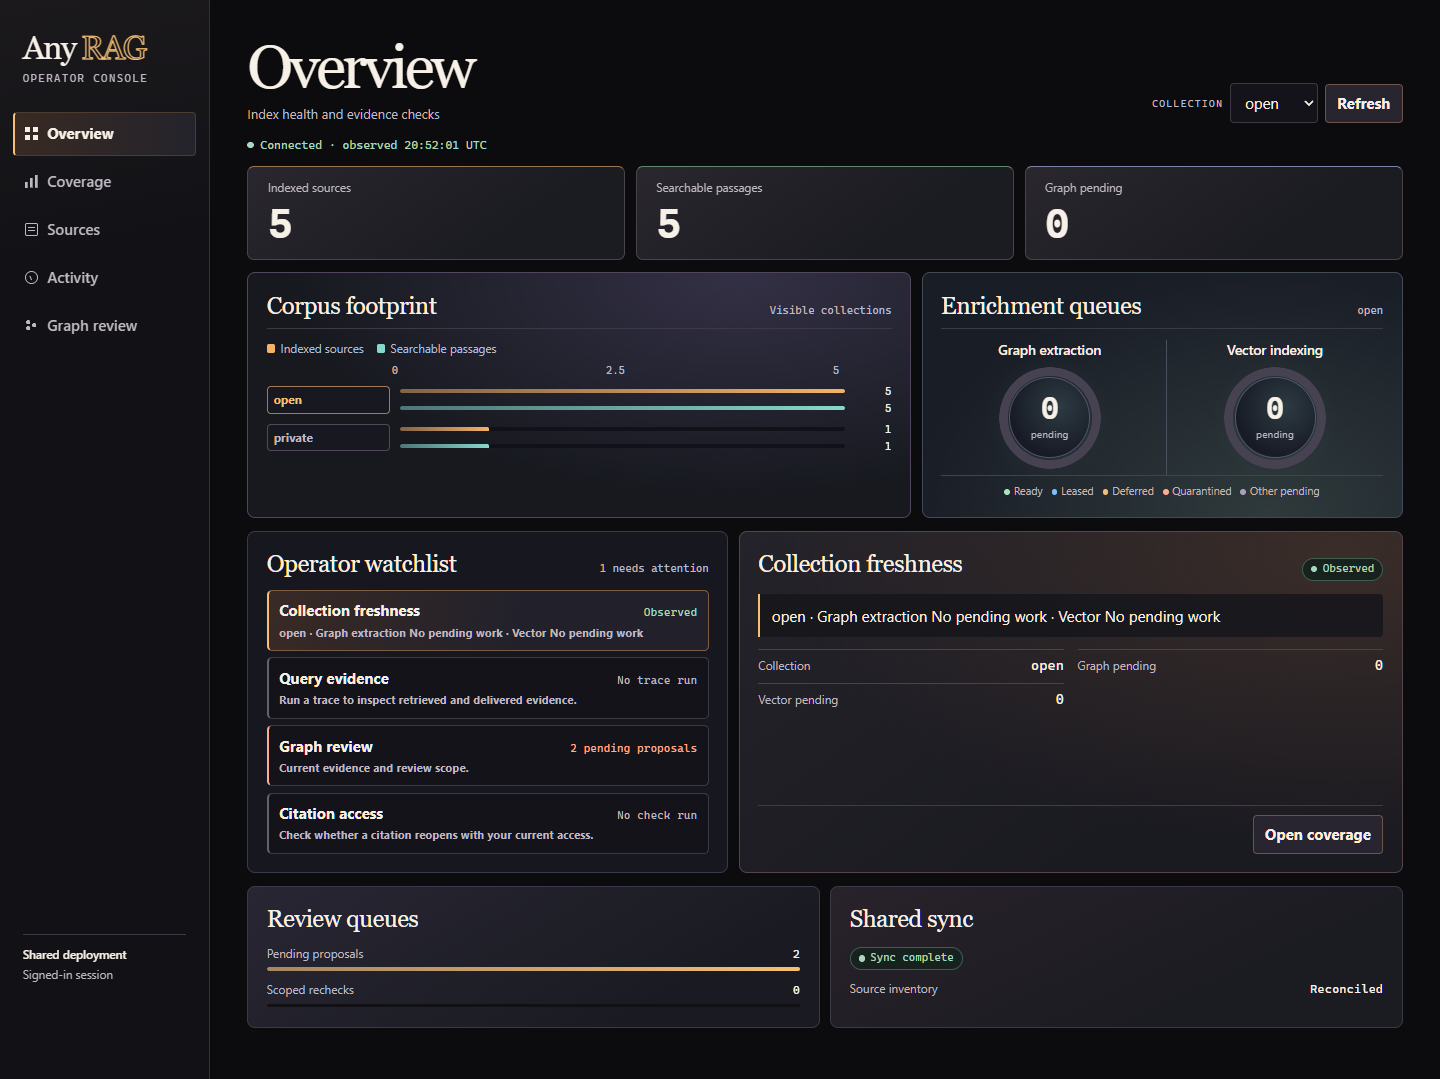 Any RAG
OPERATOR CONSOLE
Overview
Coverage
Sources
Activity
Graph review
Shared deployment
Signed-in session
Overview
Index health and evidence checks
Connected · observed 20:52:01 UTC
COLLECTION open Refresh
Indexed sources
5
Searchable passages
5
Graph pending
0
Corpus footprint
Visible collections
Indexed sources Searchable passages
0 2.5 5
open 5
5
private 1
1
Enrichment queues
open
Graph extraction
0
pending
Vector indexing
0
pending
Ready Leased Deferred Quarantined Other pending
Operator watchlist
1 needs attention
Collection freshness Observed
open · Graph extraction No pending work · Vector No pending work
Query evidence No trace run
Run a trace to inspect retrieved and delivered evidence.
Graph review 2 pending proposals
Current evidence and review scope.
Citation access No check run
Check whether a citation reopens with your current access.
Collection freshness
Observed
open · Graph extraction No pending work · Vector No pending work
Collection open
Graph pending 0
Vector pending 0
Open coverage
Review queues
Pending proposals 2
Scoped rechecks 0
Shared sync
Sync complete
Source inventory Reconciled